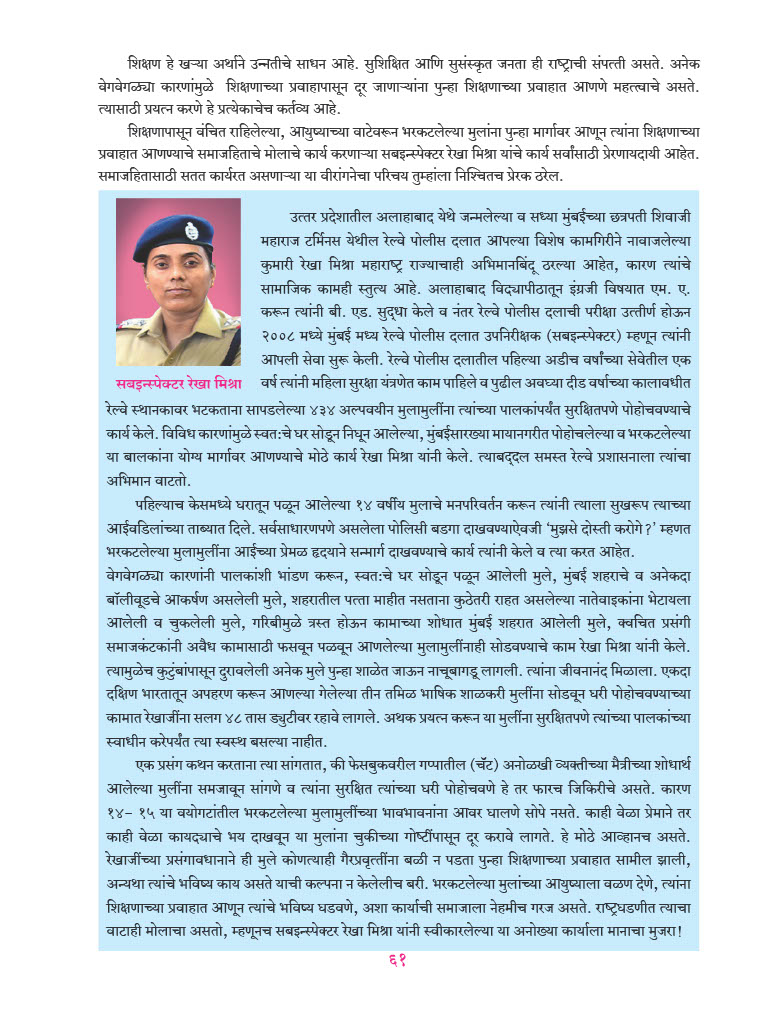 शिक्षण हे खऱ्या अर्थाने उन्नतीचे साधन आहे. सुशिक्षित आणि सुसंस्कृत जनता ही राष्ट्राची संपत्ती असते. अनेक
वेगवेगळ्या कारणांमुळे शिक्षणाच्या प्रवाहापासून दूर जाणाऱ्यांना पुन्हा शिक्षणाच्या प्रवाहात आणणे महत्त्वाचे असते.
त्यासाठी प्रयत्न करणे हे प्रत्येकाचेच कर्तव्य आहे.
शिक्षणापासून वंचित राहिलेल्या, आयुष्याच्या वाटेवरून भरकटलेल्या मुलांना पुन्हा मार्गावर आणून त्यांना शिक्षणाच्या
प्रवाहात आणण्याचे समाजहिताचे मोलाचे कार्य करणाऱ्या सबइन्स्पेक्टर रेखा मिश्रा यांचे कार्य सर्वांसाठी प्रेरणादायी आहेत.
समाजहितासाठी सतत कार्यरत असणाऱ्या या वीरांगनेचा परिचय तुम्हांला निश्चितच प्रेरक ठरेल.
उत्तर प्रदेशातील अलाहाबाद येथे जन्मलेल्या व सध्या मुंबईच्या छत्रपती शिवाजी
महाराज टर्मिनस येथील रेल्वे पोलीस दलात आपल्या विशेष कामगिरीने नावाजलेल्या
कुमारी रेखा मिश्रा महाराष्ट्र राज्याचाही अभिमानबिंदू ठरल्या आहेत, कारण त्यांचे
सामाजिक कामही स्तुत्य आहे. अलाहाबाद विद्यापीठातून इंग्रजी विषयात एम. ए.
करून त्यांनी बी. एड. सुद्धा केले व नंतर रेल्वे पोलीस दलाची परीक्षा उत्तीर्ण होऊन
२००८ मध्ये मुंबई मध्य रेल्वे पोलीस दलात उपनिरीक्षक (सबइन्स्पेक्टर) म्हणून त्यांनी
आपली सेवा सुरू केली. रेल्वे पोलीस दलातील पहिल्या अडीच वर्षांच्या सेवेतील एक
सबइन्स्पेक्टर रेखा मिश्रा
वर्ष त्यांनी महिला सुरक्षा यंत्रणेत काम पाहिले व पुढील अवघ्या दीड वर्षाच्या कालावधीत
रेल्वे स्थानकावर भटकताना सापडलेल्या ४३४ अल्पवयीन मुलामुलींना त्यांच्या पालकांपर्यंत सुरक्षितपणे पोहोचवण्याचे
कार्य केले. विविध कारणांमुळे स्वत:चे घर सोडून निघून आलेल्या, मुंबईसारख्या मायानगरीत पोहोचलेल्या व भरकटलेल्या
या बालकांना योग्य मार्गावर आणण्याचे मोठे कार्य रेखा मिश्रा यांनी केले. त्याबद्दल समस्त रेल्वे प्रशासनाला त्यांचा
अभिमान वाटतो.
पहिल्याच केसमध्ये घरातून पळून आलेल्या १४ वर्षीय मुलाचे मनपरिवर्तन करून त्यांनी त्याला सुखरूप त्याच्या
आईवडिलांच्या ताब्यात दिले. सर्वसाधारणपणे असलेला पोलिसी बडगा दाखवण्याऐवजी ‘मुझसे दोस्ती करोगे ?’ म्हणत
भरकटलेल्या मुलामुलींना आईच्या प्रेमळ हृदयाने सन्मार्ग दाखवण्याचे कार्य त्यांनी केले व त्या करत आहेत.
वेगवेगळ्या कारणांनी पालकांशी भांडण करून, स्वत:चे घर सोडून पळून आलेली मुले, मुंबई शहराचे व अनेकदा
बॉलीवूडचे आकर्षण असलेली मुले, शहरातील पत्ता माहीत नसताना कुठेतरी राहत असलेल्या नातेवाइकांना भेटायला
आलेली व चुकलेली मुले, गरिबीमुळे त्रस्त होऊन कामाच्या शोधात मुंबई शहरात आलेली मुले, क्वचित प्रसंगी
समाजकंटकांनी अवैध कामासाठी फसवून पळवून आणलेल्या मुलामुलींनाही सोडवण्याचे काम रेखा मिश्रा यांनी केले.
त्यामुळेच कुटुंबांपासून दुरावलेली अनेक मुले पुन्हा शाळेत जाऊन नाचूबागडू लागली. त्यांना जीवनानंद मिळाला. एकदा
दक्षिण भारतातून अपहरण करून आणल्या गेलेल्या तीन तमिळ भाषिक शाळकरी मुलींना सोडवून घरी पोहोचवण्याच्या
कामात रेखाजींना सलग ४८ तास ड्युटीवर रहावे लागले. अथक प्रयत्न करून या मुलींना सुरक्षितपणे त्यांच्या पालकांच्या
स्वाधीन करेपर्यंत त्या स्वस्थ बसल्या नाहीत.
एक प्रसंग कथन करताना त्या सांगतात, की फेसबुकवरील गप्पातील (चॅट) अनोळखी व्यक्तीच्या मैत्रीच्या शोधार्थ
आलेल्या मुलींना समजावून सांगणे व त्यांना सुरक्षित त्यांच्या घरी पोहोचवणे हे तर फारच जिकिरीचे असते. कारण
१४- १५ या वयोगटांतील भरकटलेल्या मुलामुलींच्या भावभावनांना आवर घालणे सोपे नसते. काही वेळा प्रेमाने तर
काही वेळा कायद्याचे भय दाखवून या मुलांना चुकीच्या गोष्टींपासून दूर करावे लागते. हे मोठे आव्हानच असते.
रेखाजींच्या प्रसंगावधानाने ही मुले कोणत्याही गैरप्रवृत्तींना बळी न पडता पुन्हा शिक्षणाच्या प्रवाहात सामील झाली,
अन्यथा त्यांचे भविष्य काय असते याची कल्पना न केलेलीच बरी. भरकटलेल्या मुलांच्या आयुष्याला वळण देणे, त्यांना
शिक्षणाच्या प्रवाहात आणून त्यांचे भविष्य घडवणे, अशा कार्याची समाजाला नेहमीच गरज असते. राष्ट्रघडणीत त्याचा
वाटाही मोलाचा असतो, म्हणूनच सबइन्स्पेक्टर रेखा मिश्रा यांनी स्वीकारलेल्या या अनोख्या कार्याला मानाचा मुजरा!
६१